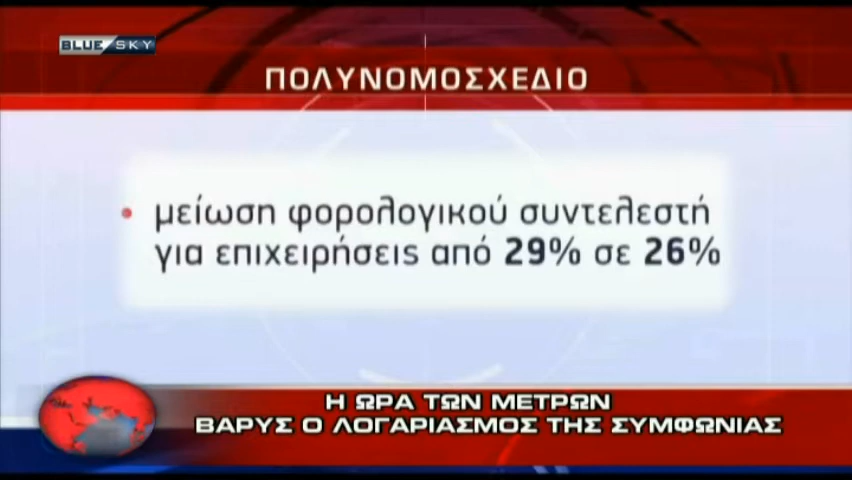 BLUE SKY
ΠΟΛΥΝΟΜΟΣΧΕΔΙΟ
• μείωση φορολογικού συντελεστή
για επιχειρήσεις από 29% σε 26%
Η ΩΡΑ ΤΩΝ ΜΕΤΡΩΝ
ΒΑΡΥΣ Ο ΛΟΓΑΡΙΑΣΜΟΣ ΤΗΣ ΣΥΜΦΩΝΙΑΣ